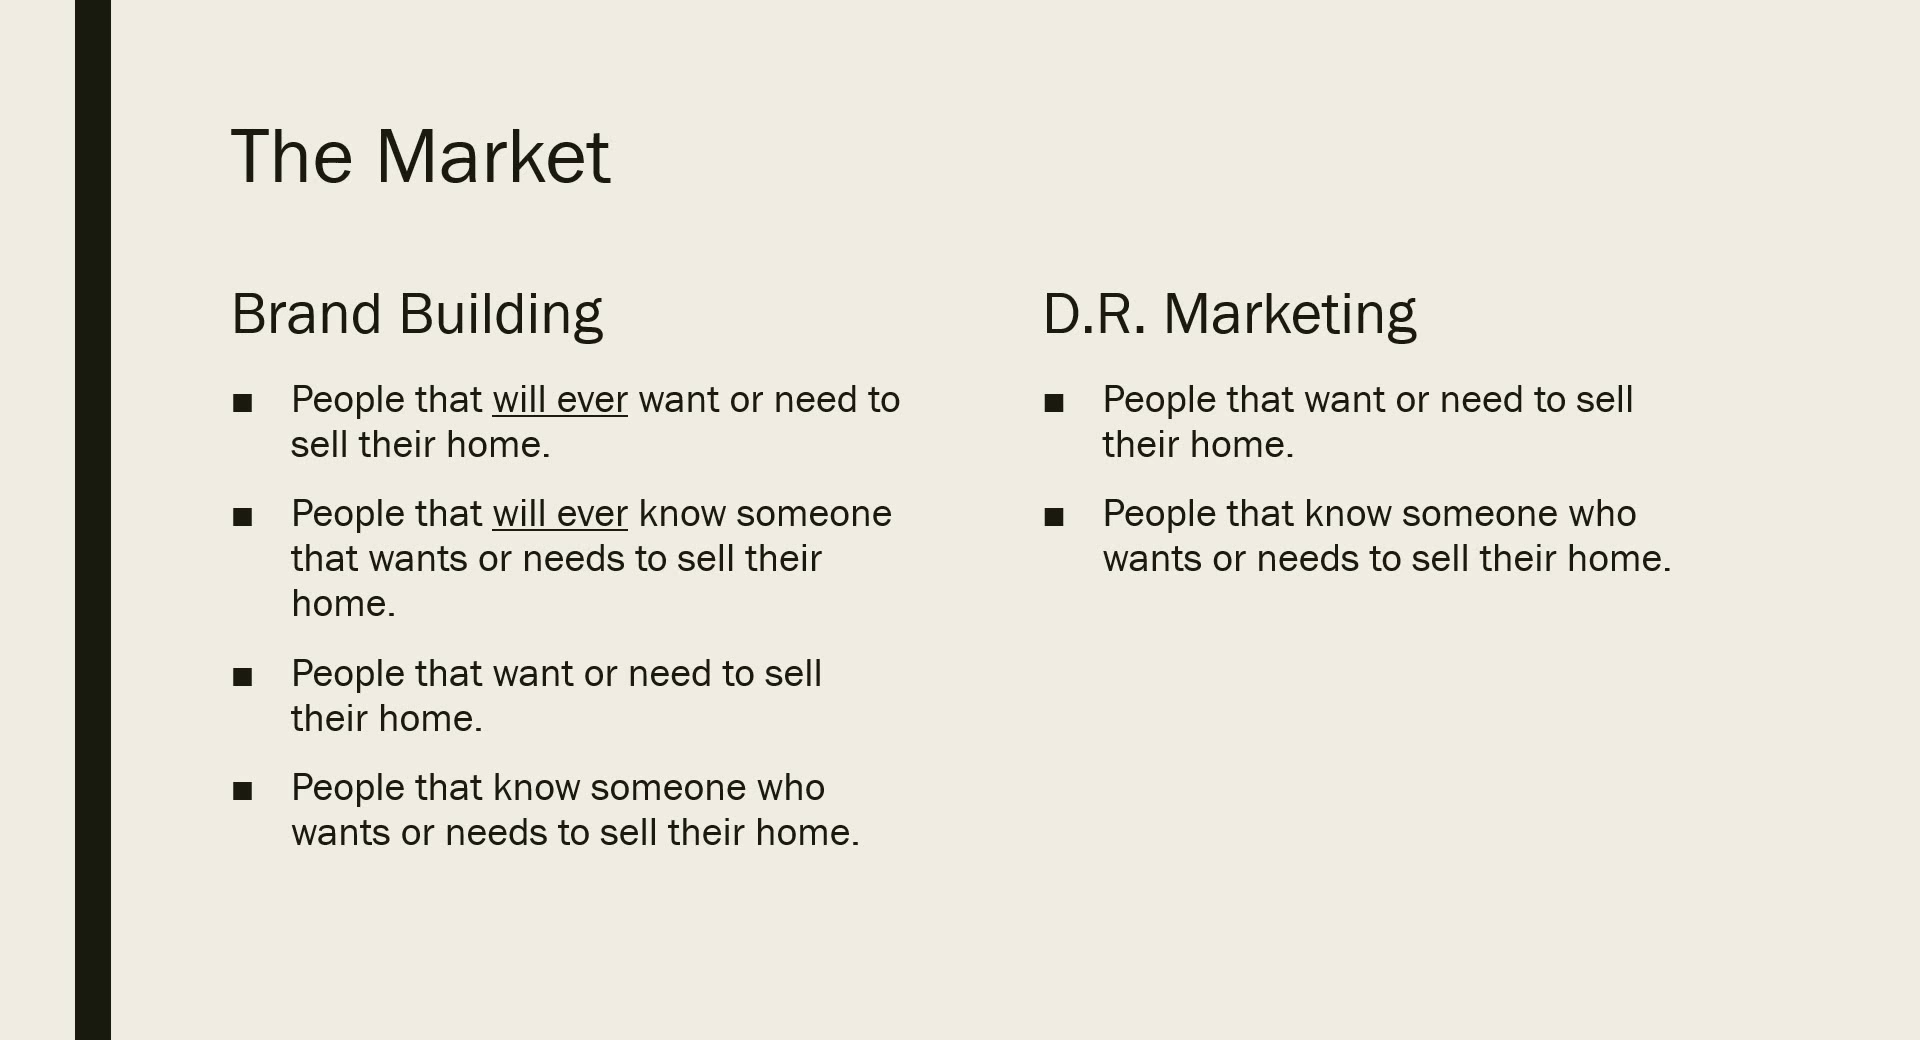 The Market
Brand Building
■ People that will ever want or need to
sell their home.
■ People that will ever know someone
that wants or needs to sell their
home.
■ People that want or need to sell
their home.
■ People that know someone who
wants or needs to sell their home.
D.R. Marketing
■ People that want or need to sell
their home.
■ People that know someone who
wants or needs to sell their home.